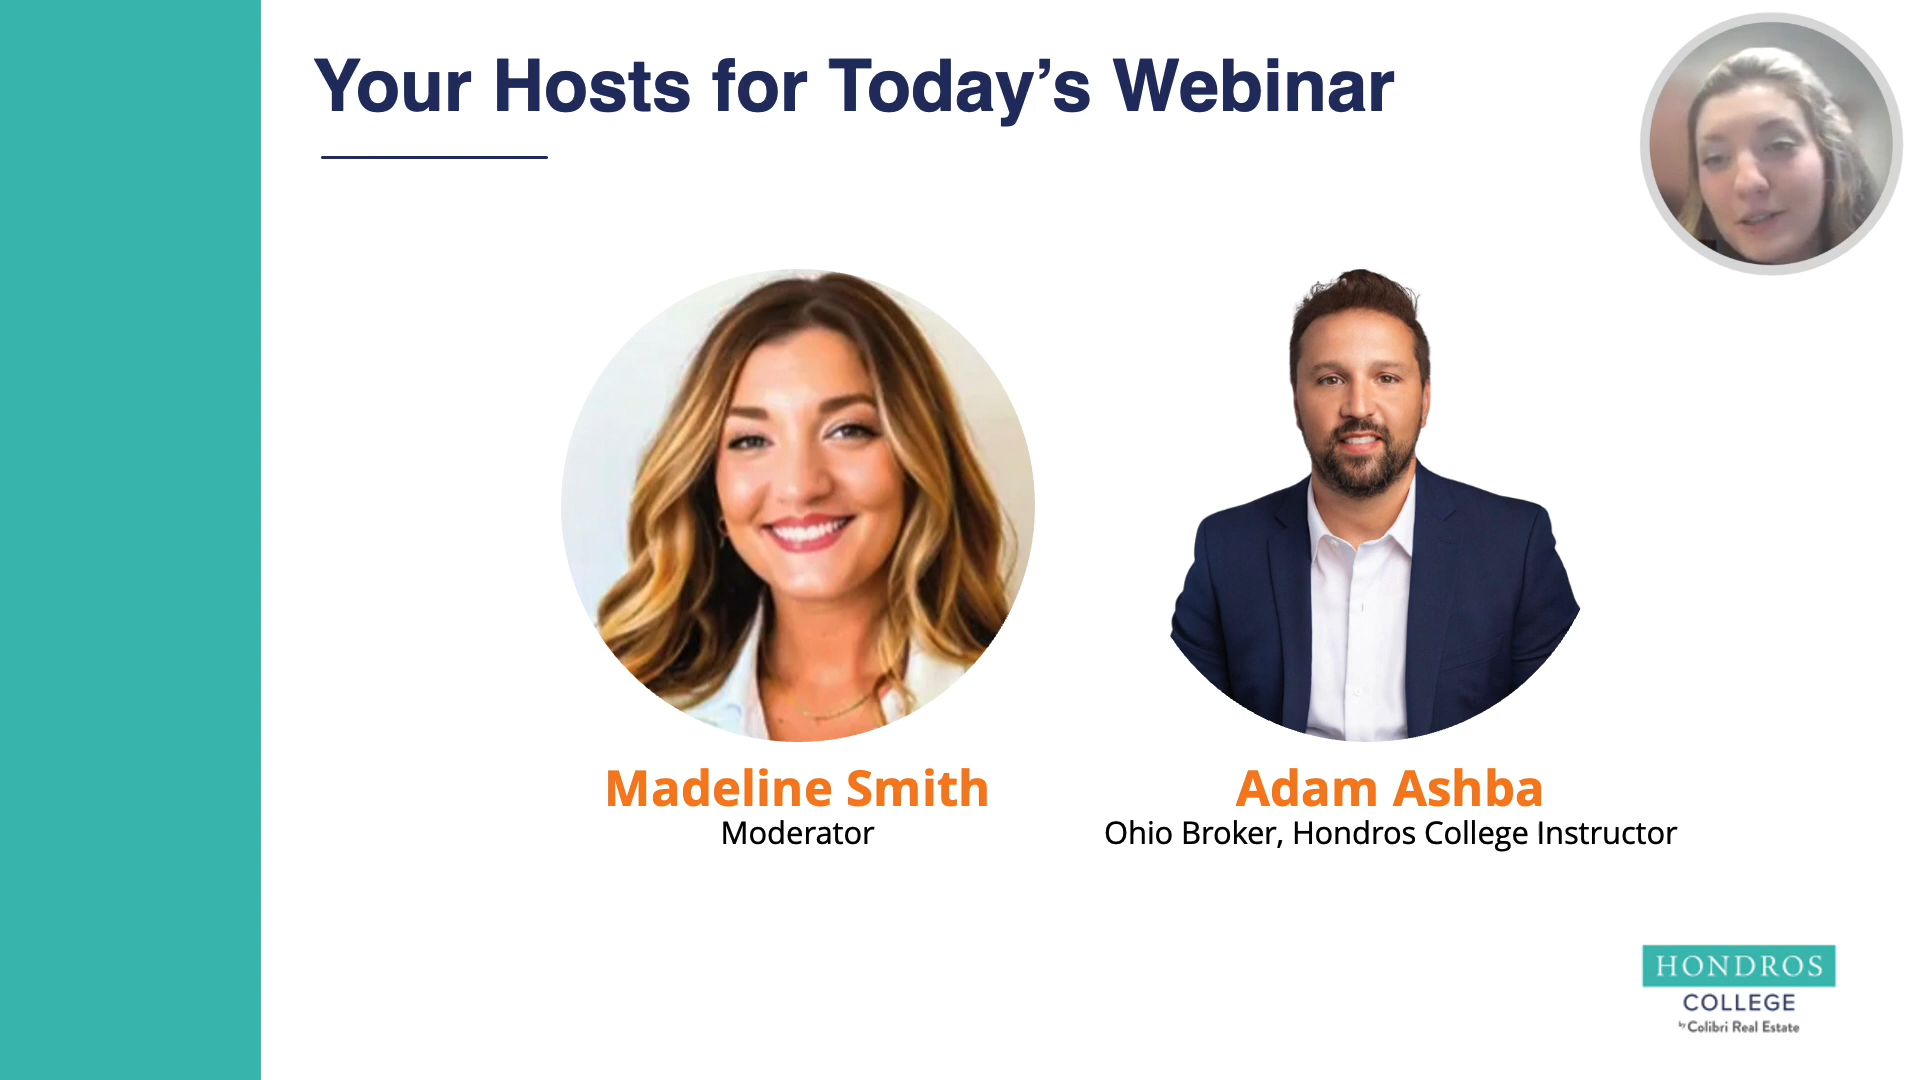 Your Hosts for Today’s Webinar
Madeline Smith
Moderator
Adam Ashba
Ohio Broker, Hondros College Instructor
HONDROS
COLLEGE
by Colibri Real Estate